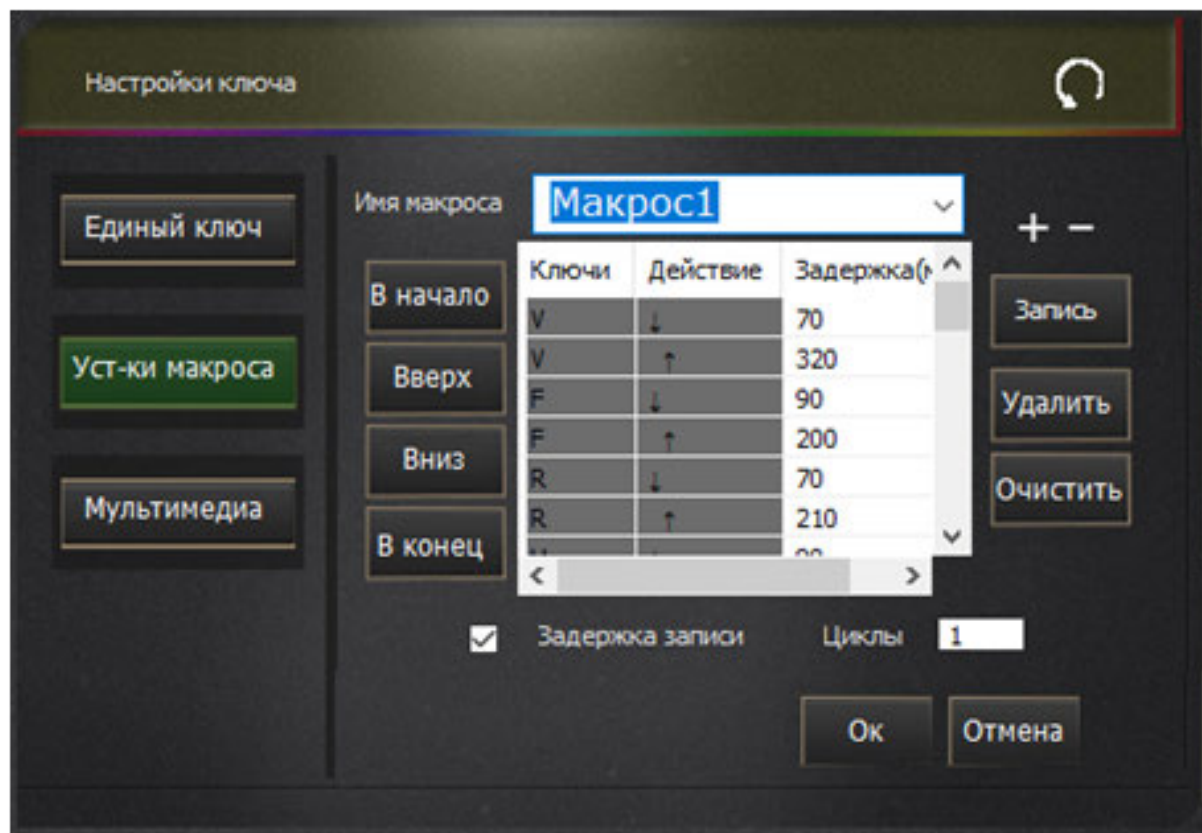 Настройки ключа
Единый ключ
Уст-ки макроса
Мультимедиа
Имя макроса
Макрос1
+ −
В начало
Вверх
Вниз
В конец
Ключи Действие Задержка(
V ↓ 70
V ↑ 320
F ↓ 90
F ↑ 200
R ↓ 70
R ↑ 210
Запись
Удалить
Очистить
Задержка записи
Циклы 1
Ок
Отмена